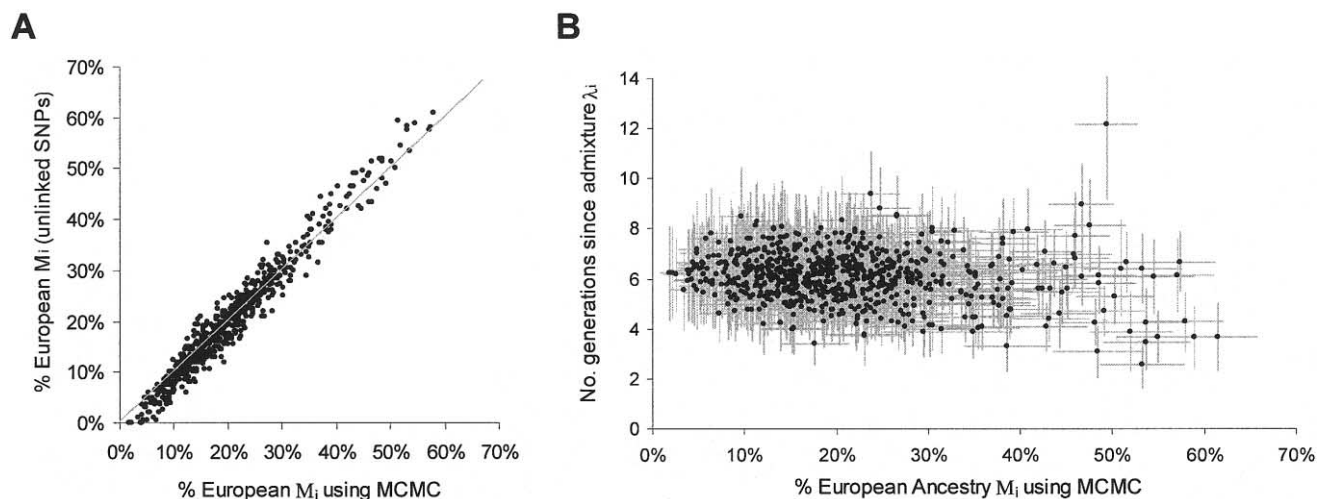 A
70%
60%
50%
40%
30%
20%
10%
0%
% European Mi (unlinked SNPs)
0% 10% 20% 30% 40% 50% 60% 70%
% European Mi using MCMC
B
14
12
10
8
6
4
2
0
No. generations since admixture λi
0% 10% 20% 30% 40% 50% 60% 70%
% European Ancestry Mi using MCMC